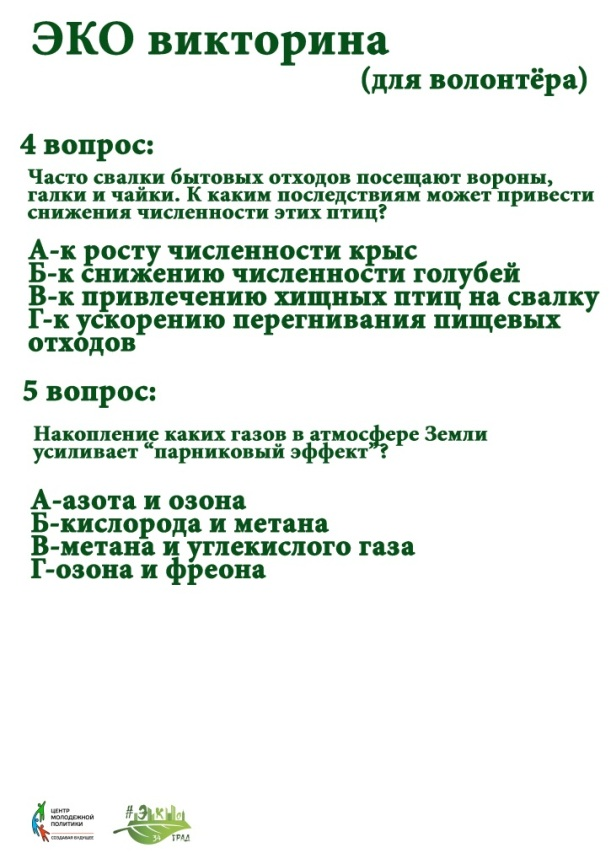 ЭКО викторина
(для волонтёра)
4 вопрос:
Часто свалки бытовых отходов посещают вороны,
галки и чайки. К каким последствиям может привести
снижения численности этих птиц?
А-к росту численности крыс
Б-к снижению численности голубей
В-к привлечению хищных птиц на свалку
Г-к ускорению перегнивания пищевых
отходов
5 вопрос:
Накопление каких газов в атмосфере Земли
усиливает “парниковый эффект”?
А-азота и озона
Б-кислорода и метана
В-метана и углекислого газа
Г-озона и фреона
ЦЕНТР
МОЛОДЕЖНОЙ
ПОЛИТИКИ
СОЗДАВАЯ БУДУЩЕЕ
#ЭКО
34 ГРАД